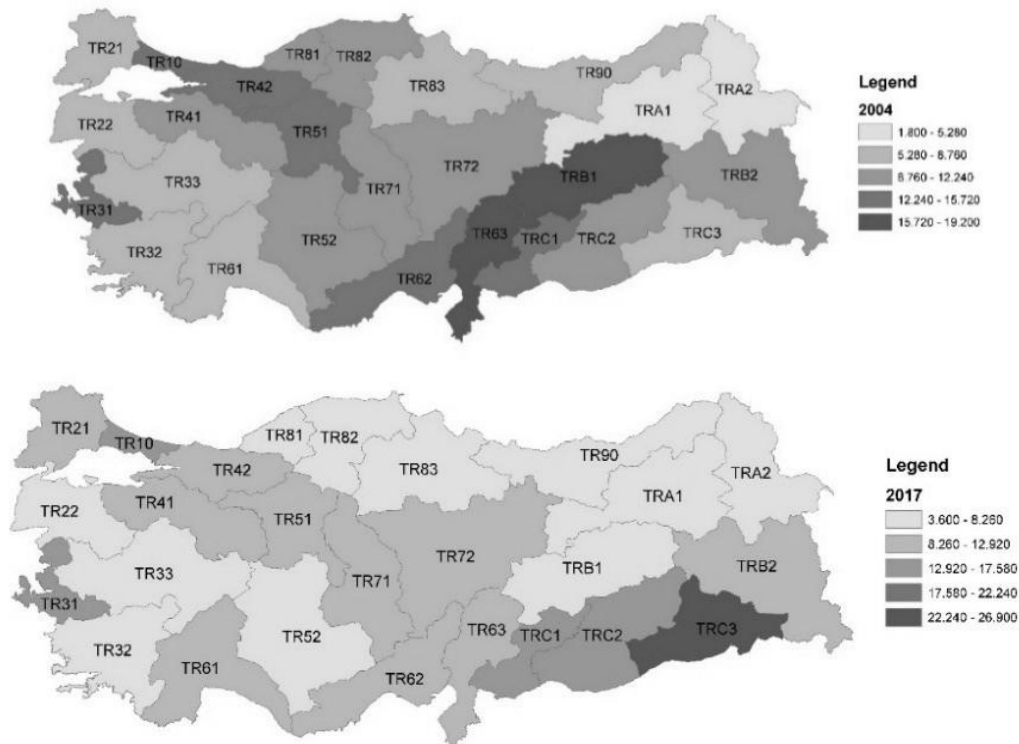 TR21
TR10
TR81
TR82
TR42
TR83
TR90
TRA2
TRA1
TR22
TR41
TR51
TR72
TR33
TR71
TRB1
TRB2
TR31
TR63
TRC1
TRC2
TRC3
TR52
TR32
TR61
TR62
Legend
2004
1.800 - 5.280
5.280 - 8.760
8.760 - 12.240
12.240 - 15.720
15.720 - 19.200
TR21
TR10
TR81
TR82
TR42
TR83
TR90
TRA2
TRA1
TR22
TR41
TR51
TR72
TR33
TR71
TRB1
TRB2
TR31
TR63
TRC1
TRC2
TRC3
TR52
TR32
TR61
TR62
Legend
2017
3.600 - 8.260
8.260 - 12.920
12.920 - 17.580
17.580 - 22.240
22.240 - 26.900